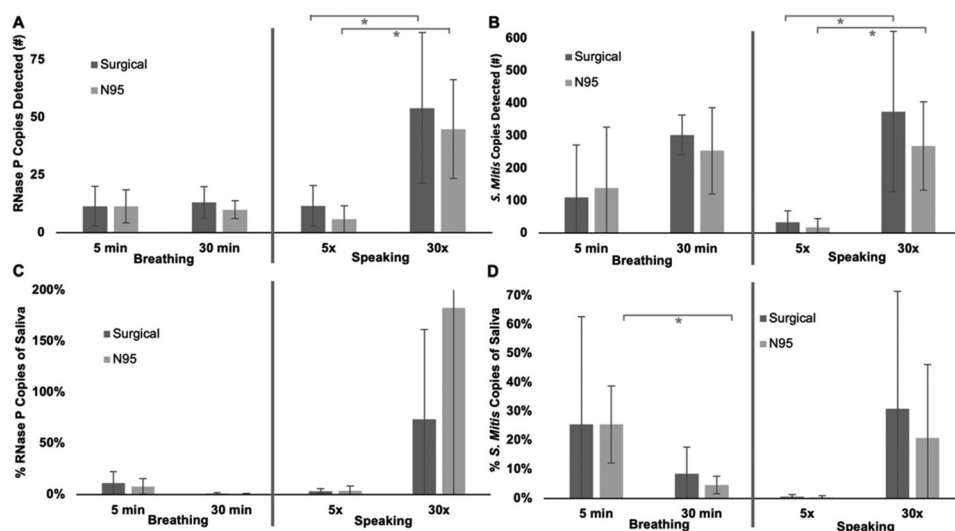 A
RNase P Copies Detected (#)
75
50
25
0
Surgical
N95
*
*
5 min
30 min
5x
30x
Breathing
Speaking
B
S. Mitis Copies Detected (#)
600
500
400
300
200
100
0
Surgical
N95
*
*
5 min
30 min
5x
30x
Breathing
Speaking
C
% RNase P Copies of Saliva
200%
150%
100%
50%
0%
Surgical
N95
5 min
30 min
5x
30x
Breathing
Speaking
D
% S. Mitis Copies of Saliva
70%
60%
50%
40%
30%
20%
10%
0%
*
Surgical
N95
5 min
30 min
5x
30x
Breathing
Speaking